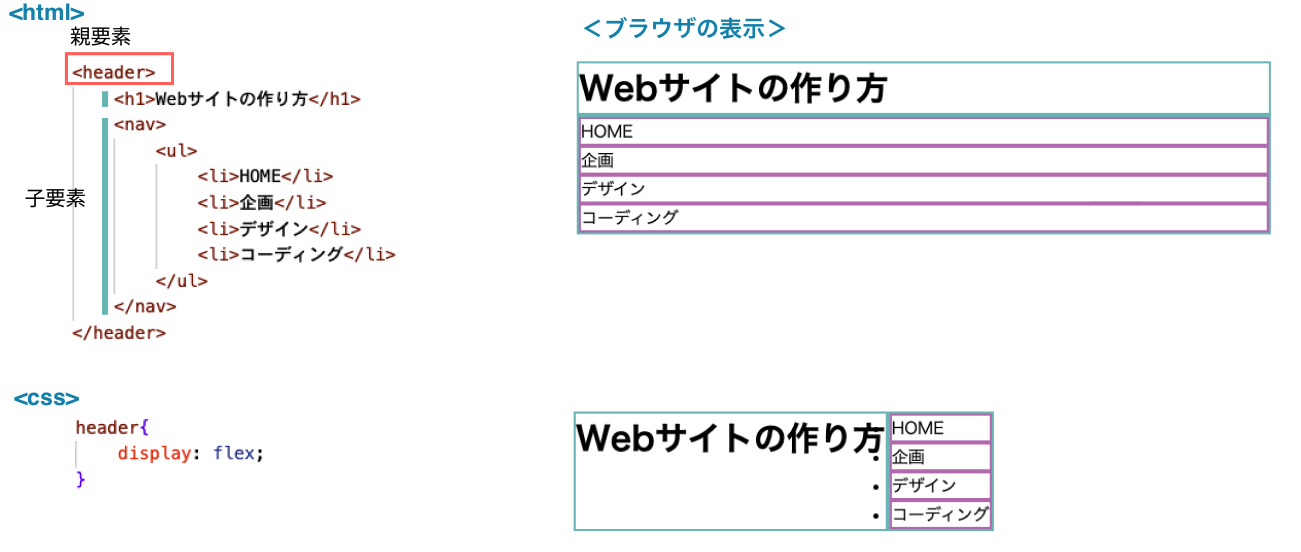 <html>
親要素
<header>
<h1>Webサイトの作り方</h1>
<nav>
<ul>
<li>HOME</li>
子要素
<li>企画</li>
<li>デザイン</li>
<li>コーディング</li>
</ul>
</nav>
</header>
＜ブラウザの表示＞
Webサイトの作り方
HOME
企画
デザイン
コーディング
<css>
header{
display: flex;
}
Webサイトの作り方
• HOME
• 企画
• デザイン
• コーディング